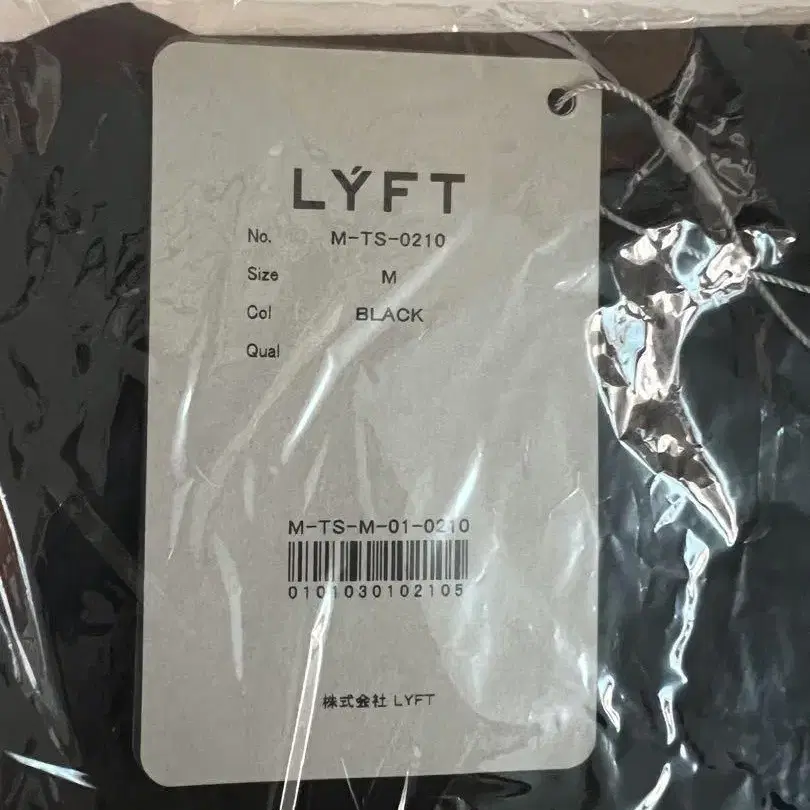 LÝFT
No. M-TS-0210
Size M
Col BLACK
Qual
M-TS-M-01-0210
0101030102105
株式会社 LYFT